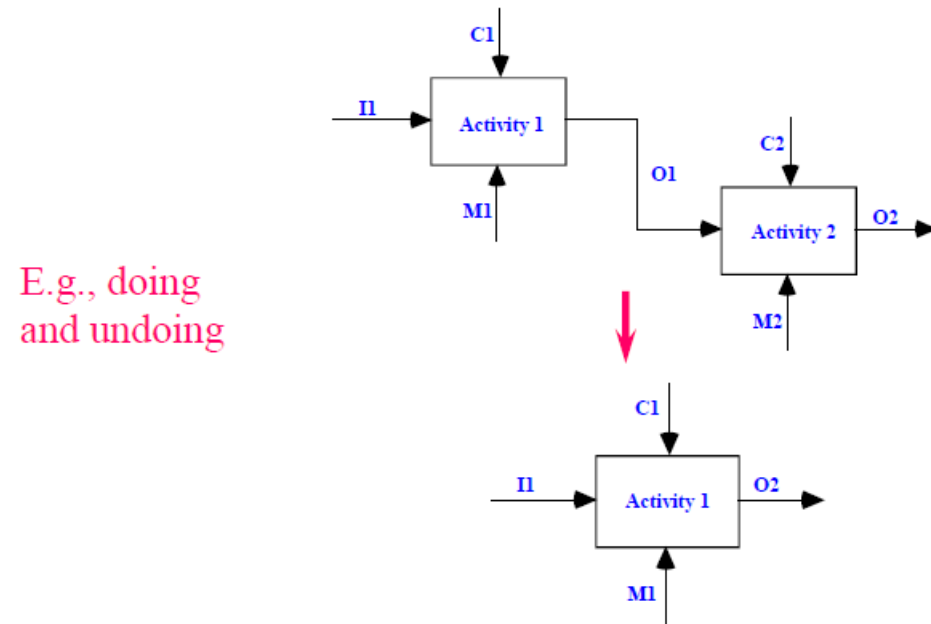 C1
I1
Activity 1
C2
O1
M1
Activity 2
O2
E.g., doing
and undoing
M2
C1
I1
Activity 1
O2
M1